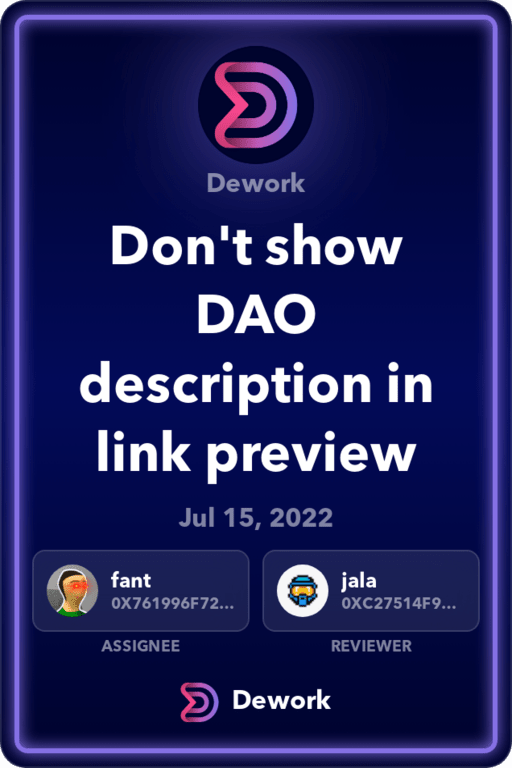 Dework
Don't show
DAO
description in
link preview
Jul 15, 2022
fant
0X761996F72...
ASSIGNEE
jala
0XC27514F9...
REVIEWER
Dework